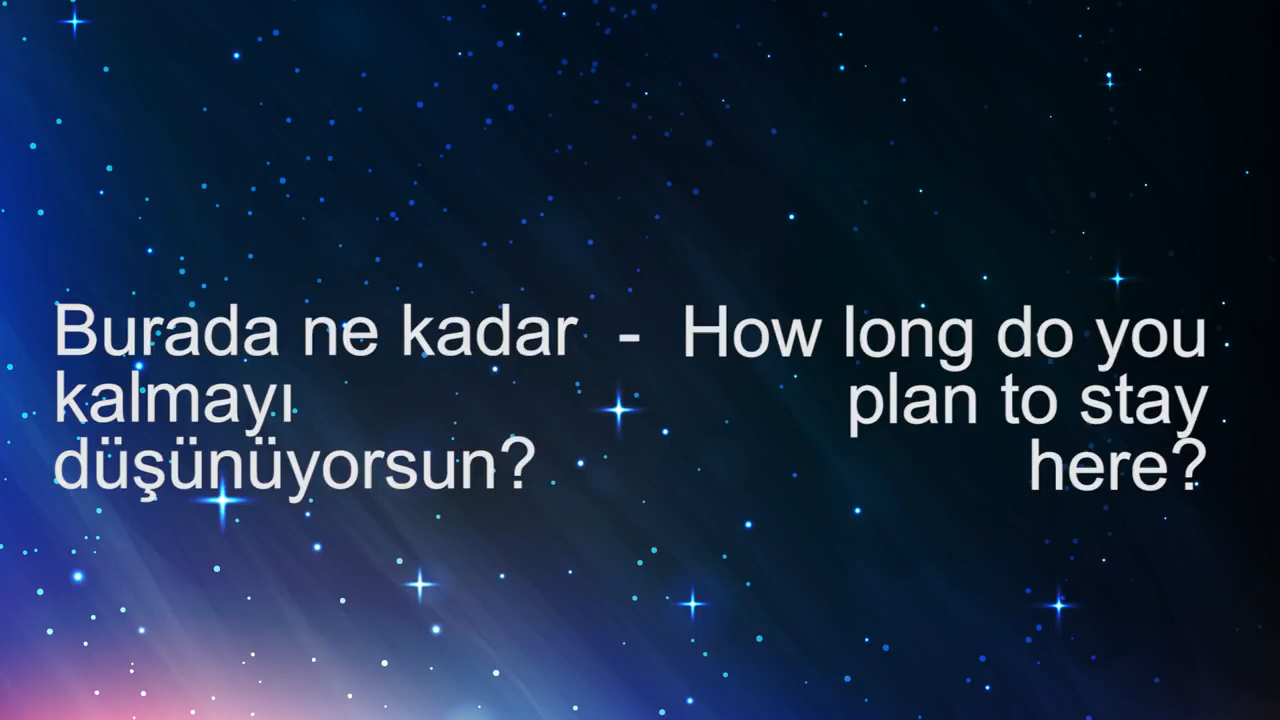 Burada ne kadar
kalmayı
düşünüyorsun?
-
How long do you
plan to stay
here?